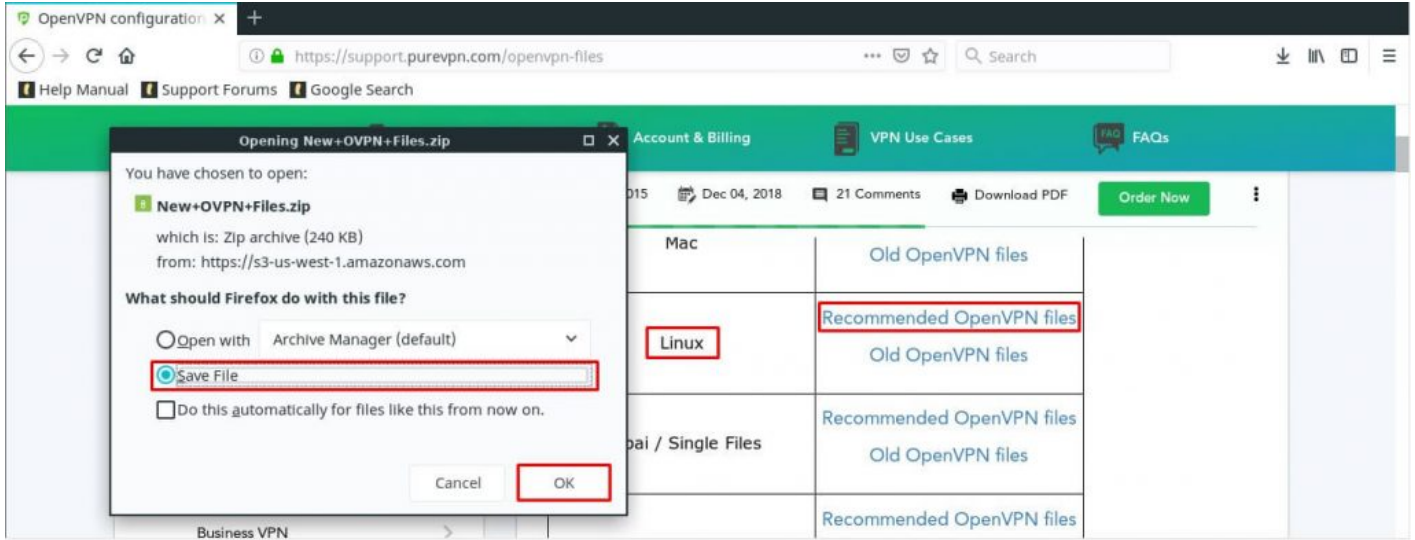 OpenVPN configuration
https://support.purevpn.com/openvpn-files
Search
Help Manual Support Forums Google Search
Account & Billing VPN Use Cases FAQ FAQs
Opening New+OVPN+Files.zip
You have chosen to open:
New+OVPN+Files.zip
which is: Zip archive (240 KB)
from: https://s3-us-west-1.amazonaws.com
What should Firefox do with this file?
Open with Archive Manager (default)
Save File
Do this automatically for files like this from now on.
Cancel OK
Business VPN
015 Dec 04, 2018 21 Comments Download PDF Order Now
Mac Old OpenVPN files
Linux Recommended OpenVPN files
Old OpenVPN files
bai / Single Files Recommended OpenVPN files
Old OpenVPN files
Recommended OpenVPN files